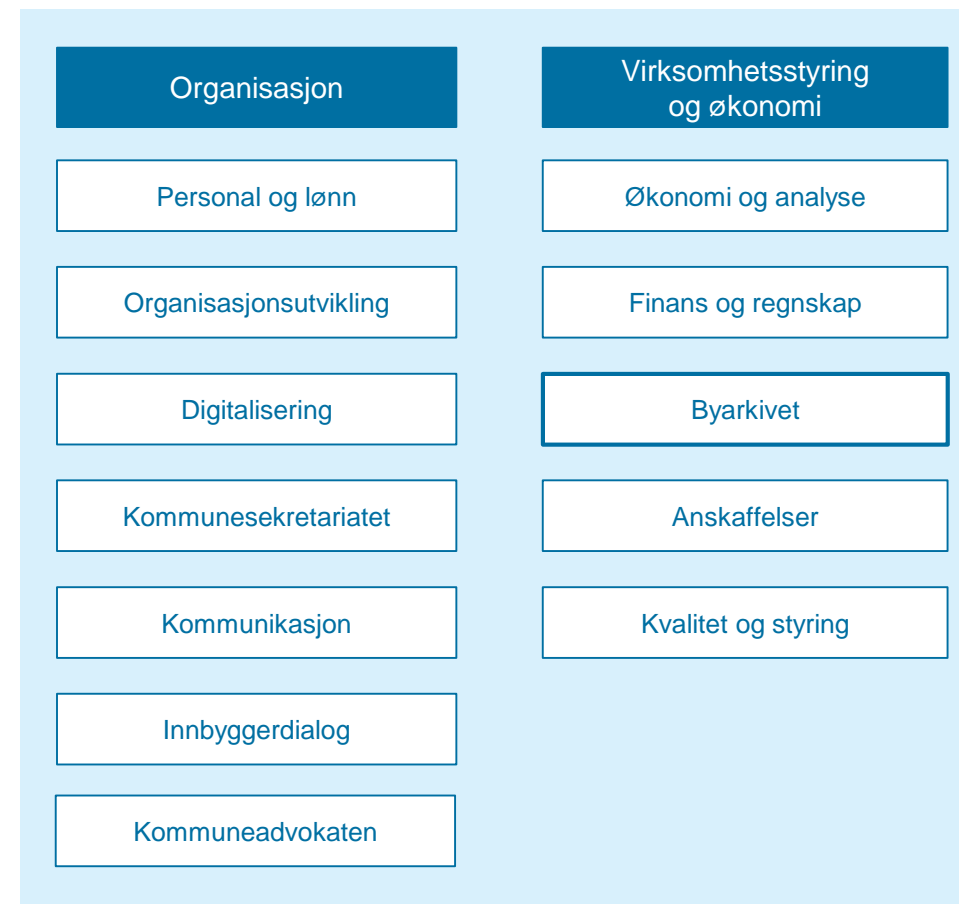 Organisasjon
Personal og lønn
Organisasjonsutvikling
Digitalisering
Kommunesekretariatet
Kommunikasjon
Innbyggerdialog
Kommuneadvokaten
Virksomhetsstyring
og økonomi
Økonomi og analyse
Finans og regnskap
Byarkivet
Anskaffelser
Kvalitet og styring